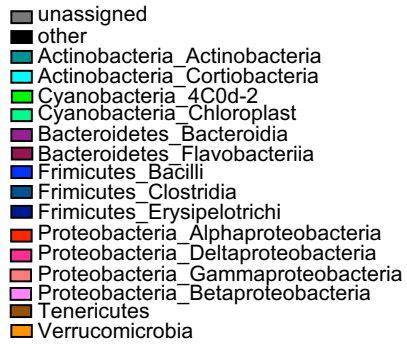 unassigned
other
Actinobacteria_Actinobacteria
Actinobacteria_Cortiobacteria
Cyanobacteria_4C0d-2
Cyanobacteria_Chloroplast
Bacteroidetes_Bacteroidia
Bacteroidetes_Flavobacteriia
Frimicutes_Bacilli
Frimicutes_Clostridia
Frimicutes_Erysipelotrichi
Proteobacteria_Alphaproteobacteria
Proteobacteria_Deltaproteobacteria
Proteobacteria_Gammaproteobacteria
Proteobacteria_Betaproteobacteria
Tenericutes
Verrucomicrobia